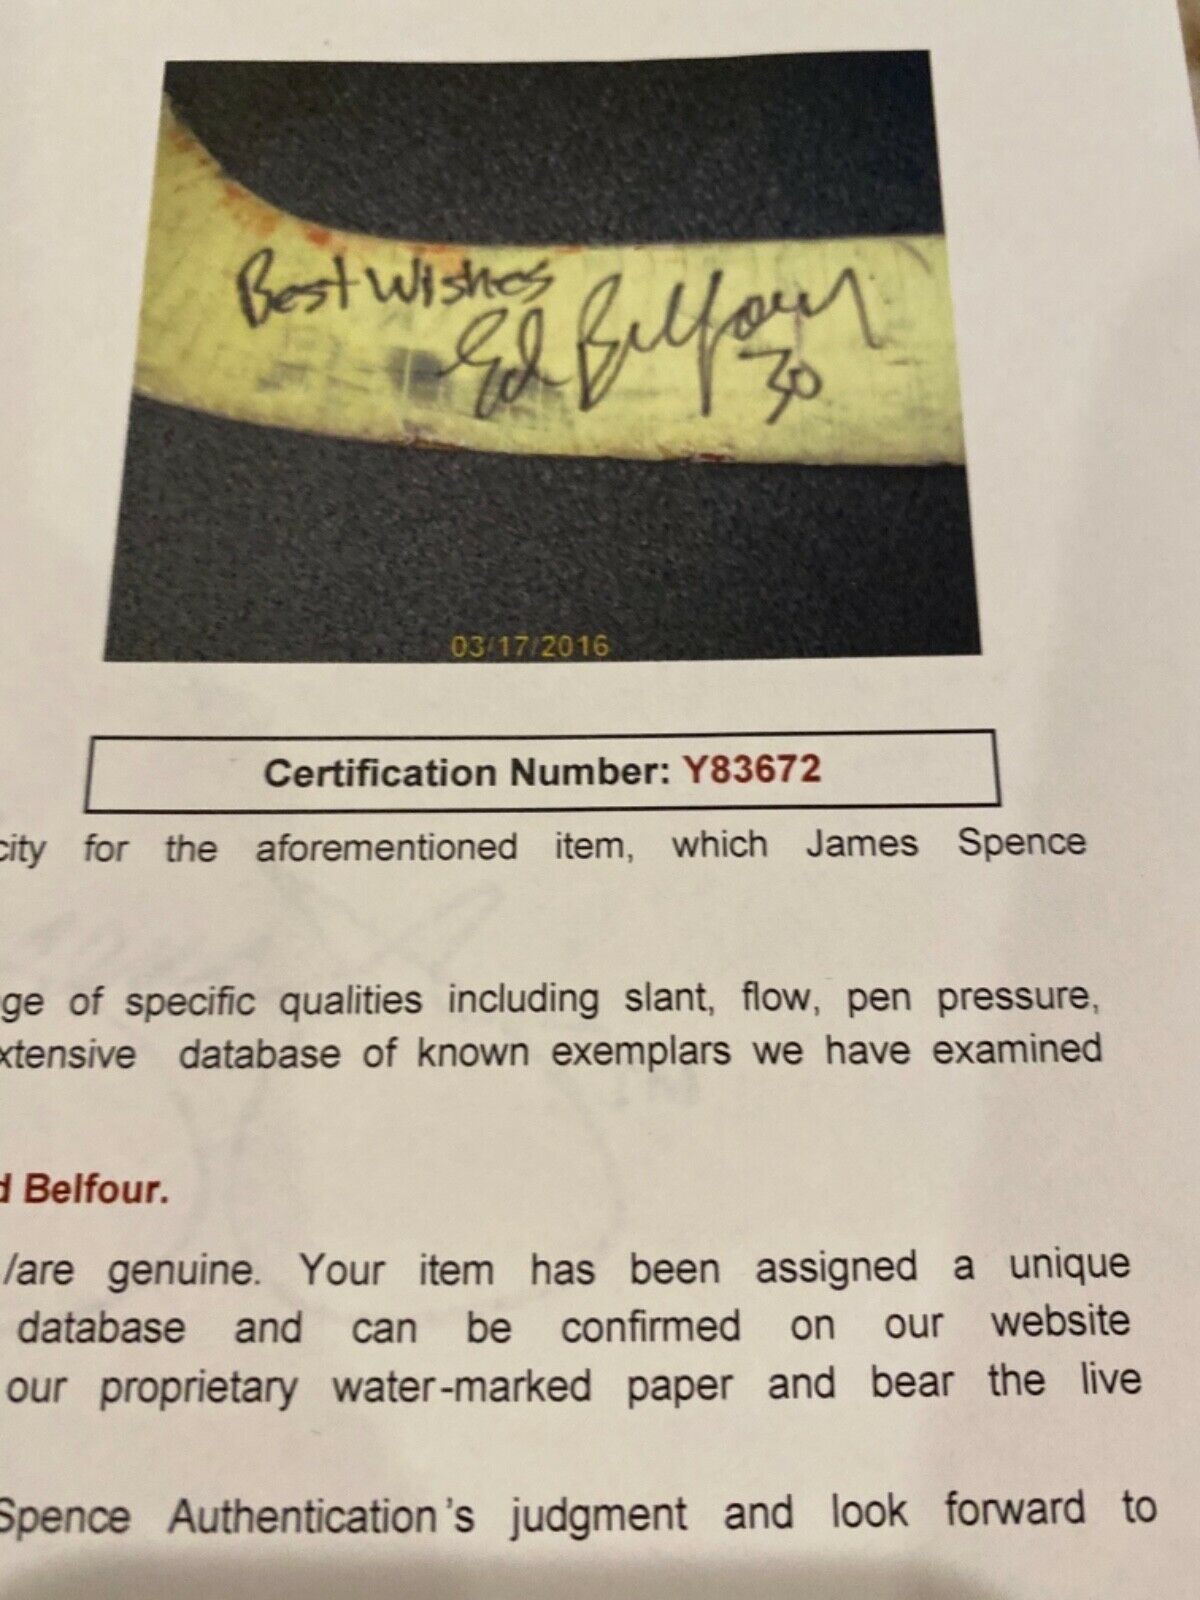 Best Wishes
Ed Belfour
30
03/17/2016
Certification Number: Y83672
city for the aforementioned item, which James Spence
ge of specific qualities including slant, flow, pen pressure,
xtensive database of known exemplars we have examined
d Belfour.
/are genuine. Your item has been assigned a unique
database and can be confirmed on our website
our proprietary water-marked paper and bear the live
Spence Authentication's judgment and look forward to